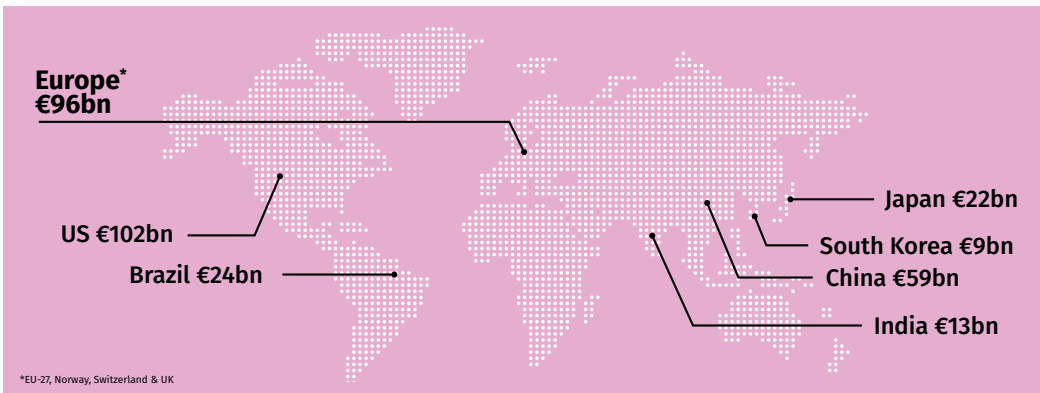 Europe*
€96bn
US €102bn
Brazil €24bn
Japan €22bn
South Korea €9bn
China €59bn
India €13bn
*EU-27, Norway, Switzerland & UK